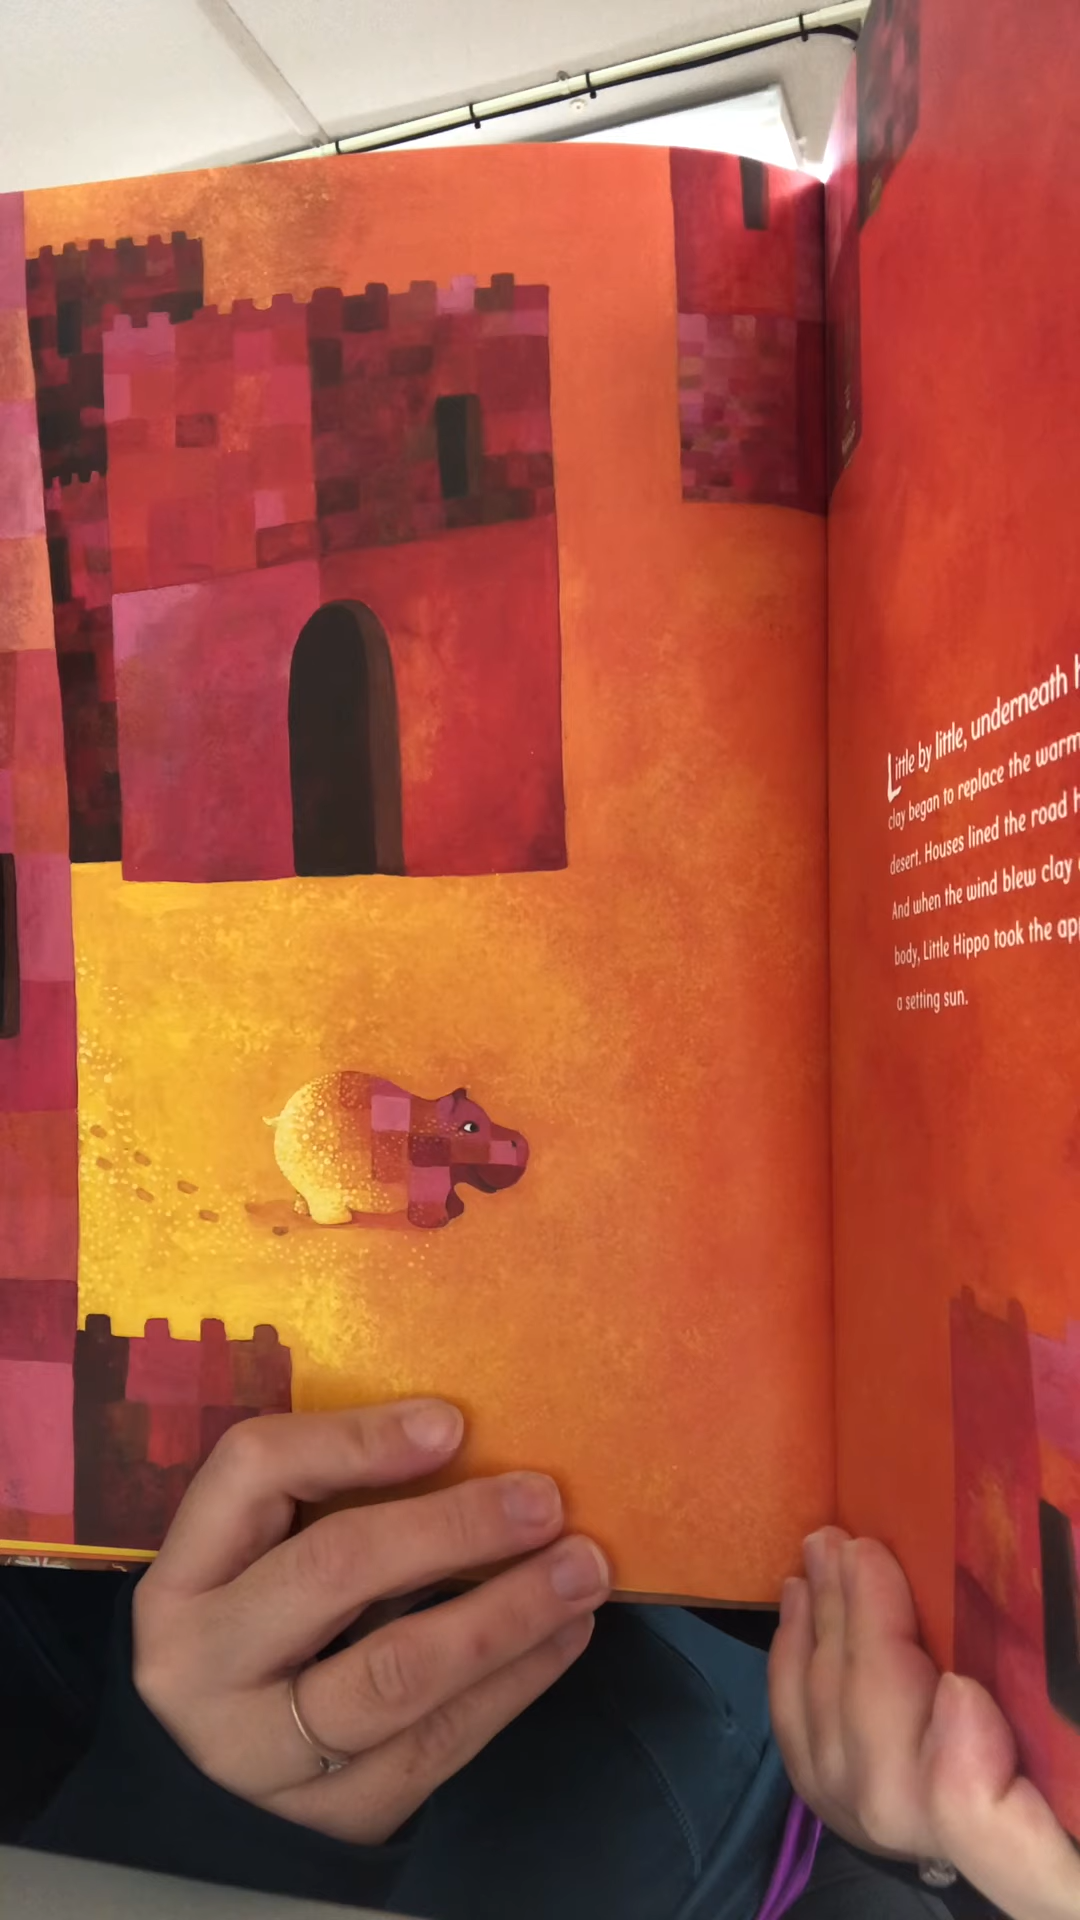 Little by little, underneath
clay began to replace the warm
desert. Houses lined the road
And when the wind blew clay
body, Little Hippo took the
a setting sun.